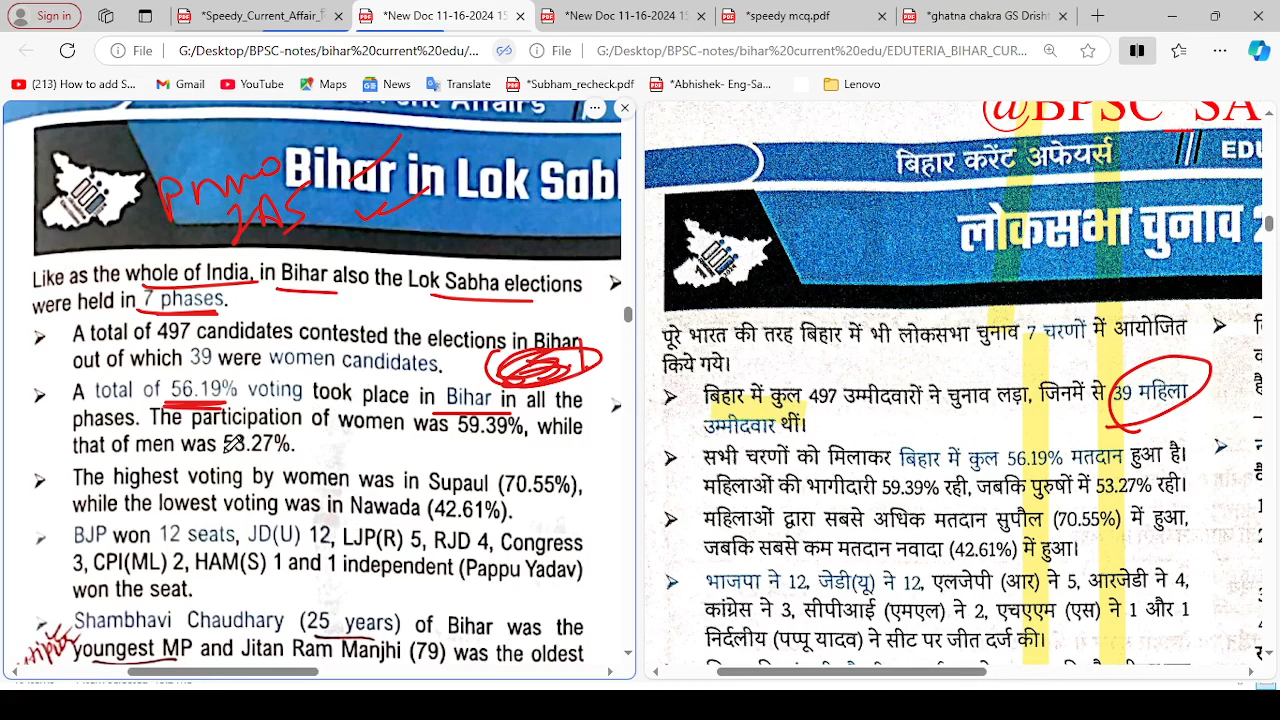 *Speedy_Current_Affair_
*New Doc 11-16-2024 15
*New Doc 11-16-2024 15
*speedy mcq.pdf
*ghatna chakra GS Drisht
Sign in
File
G:/Desktop/BPSC-notes/bihar%20current%20edu/...
File
G:/Desktop/BPSC-notes/bihar%20current%20edu/EDUTERIA_BIHAR_CUR...
(213) How to add S...
Gmail
YouTube
Maps
News
Translate
*Subham_recheck.pdf
*Abhishek- Eng-Sa...
Lenovo
Bihar in Lok Sabl
IAS
Like as the whole of India, in Bihar also the Lok Sabha elections
were held in 7 phases.
A total of 497 candidates contested the elections in Bihar
out of which 39 were women candidates.
A total of 56.19% voting took place in Bihar in all the
phases. The participation of women was 59.39%, while
that of men was 53.27%.
The highest voting by women was in Supaul (70.55%),
while the lowest voting was in Nawada (42.61%).
BJP won 12 seats, JD(U) 12, LJP(R) 5, RJD 4, Congress
3, CPI(ML) 2, HAM(S) 1 and 1 independent (Pappu Yadav)
won the seat.
Shambhavi Chaudhary (25 years) of Bihar was the
youngest MP and Jitan Ram Manjhi (79) was the oldest
@BPSC_SA
बिहार करेंट अफेयर्स
EDU
लोकसभा चुनाव 2
पूरे भारत की तरह बिहार में भी लोकसभा चुनाव 7 चरणों में आयोजित
किये गये।
बिहार में कुल 497 उम्मीदवारों ने चुनाव लड़ा, जिनमें से 39 महिला
उम्मीदवार थीं।
सभी चरणों को मिलाकर बिहार में कुल 56.19% मतदान हुआ है।
महिलाओं की भागीदारी 59.39% रही, जबकि पुरुषों में 53.27% रही।
महिलाओं द्वारा सबसे अधिक मतदान सुपौल (70.55%) में हुआ,
जबकि सबसे कम मतदान नवादा (42.61%) में हुआ।
भाजपा ने 12, जेडी(यू) ने 12, एलजेपी (आर) ने 5, आरजेडी ने 4,
कांग्रेस ने 3, सीपीआई (एमएल) ने 2, एचएएम (एस) ने 1 और 1
निर्दलीय (पप्पू यादव) ने सीट पर जीत दर्ज की।